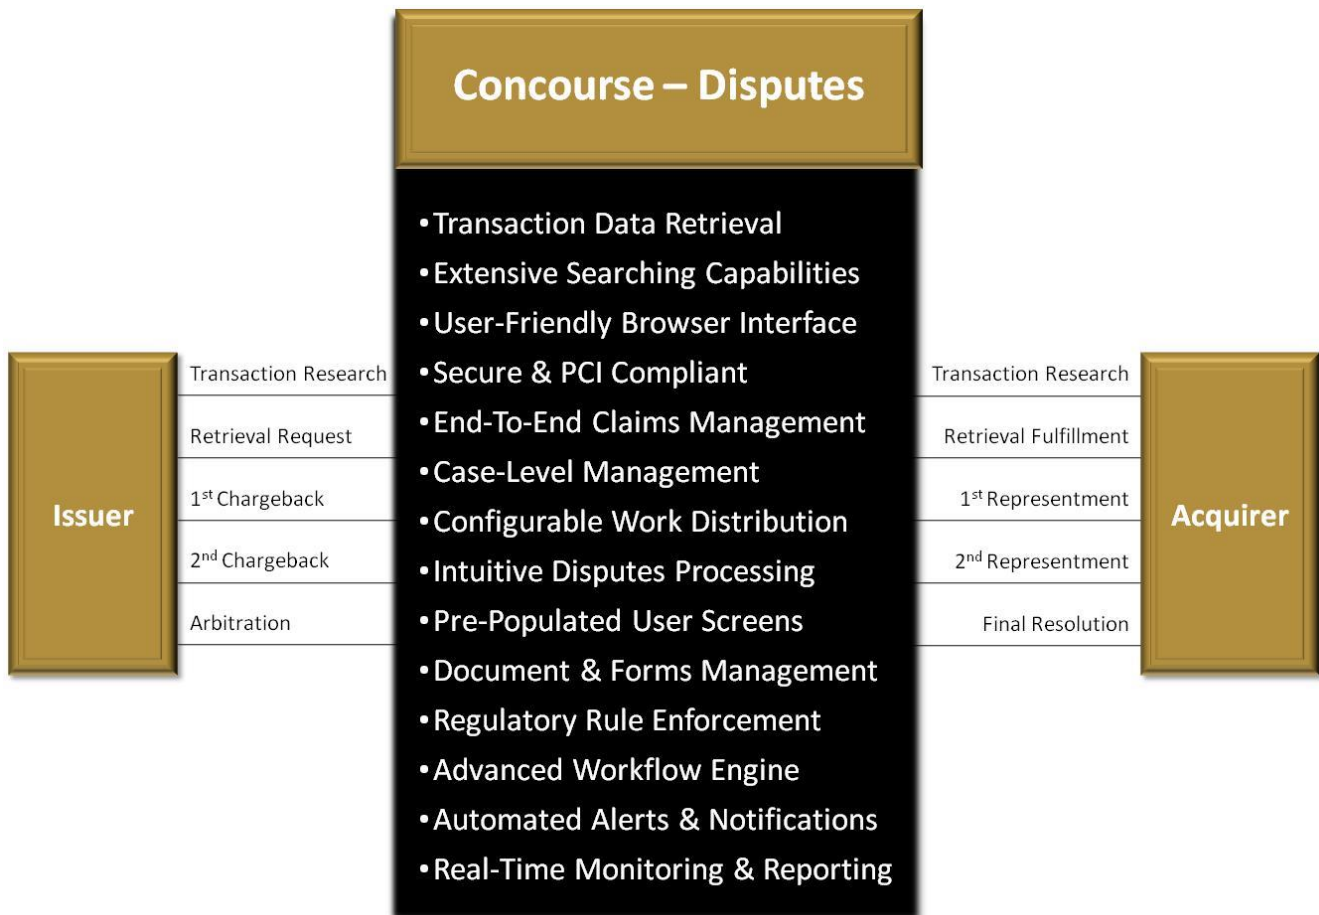 Concourse – Disputes
•Transaction Data Retrieval
•Extensive Searching Capabilities
•User-Friendly Browser Interface
•Secure & PCI Compliant
•End-To-End Claims Management
•Case-Level Management
•Configurable Work Distribution
•Intuitive Disputes Processing
•Pre-Populated User Screens
•Document & Forms Management
•Regulatory Rule Enforcement
•Advanced Workflow Engine
•Automated Alerts & Notifications
•Real-Time Monitoring & Reporting
Issuer
Transaction Research
Retrieval Request
1st Chargeback
2nd Chargeback
Arbitration
Transaction Research
Retrieval Fulfillment
1st Representment
2nd Representment
Final Resolution
Acquirer